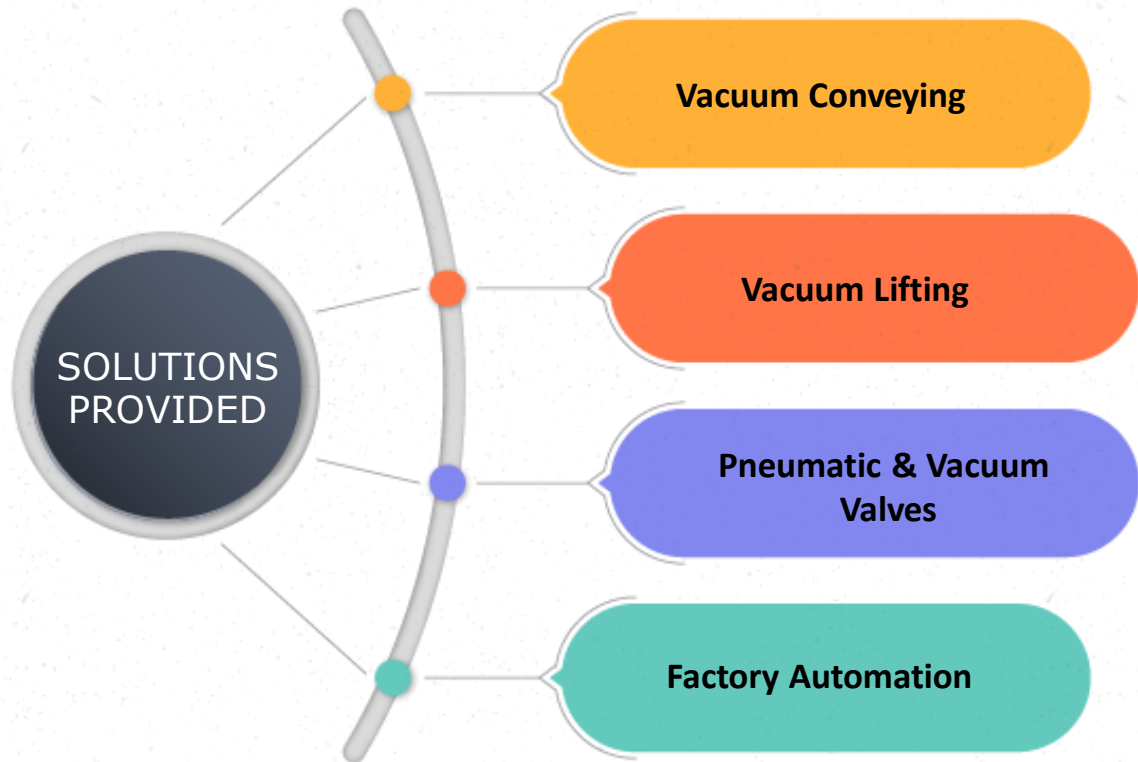 Vacuum Conveying
Vacuum Lifting
SOLUTIONS
PROVIDED
Pneumatic & Vacuum
Valves
Factory Automation